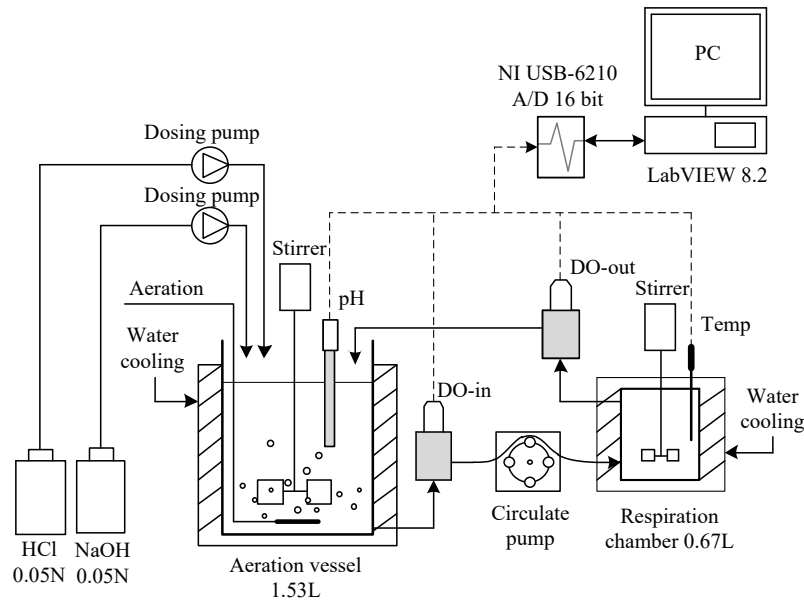 PC
NI USB-6210
A/D 16 bit
LabVIEW 8.2
Dosing pump
Dosing pump
Stirrer
Aeration
pH
Water
cooling
DO-out
Stirrer
Temp
DO-in
Water
cooling
HCl
0.05N
NaOH
0.05N
Aeration vessel
1.53L
Circulate
pump
Respiration
chamber 0.67L